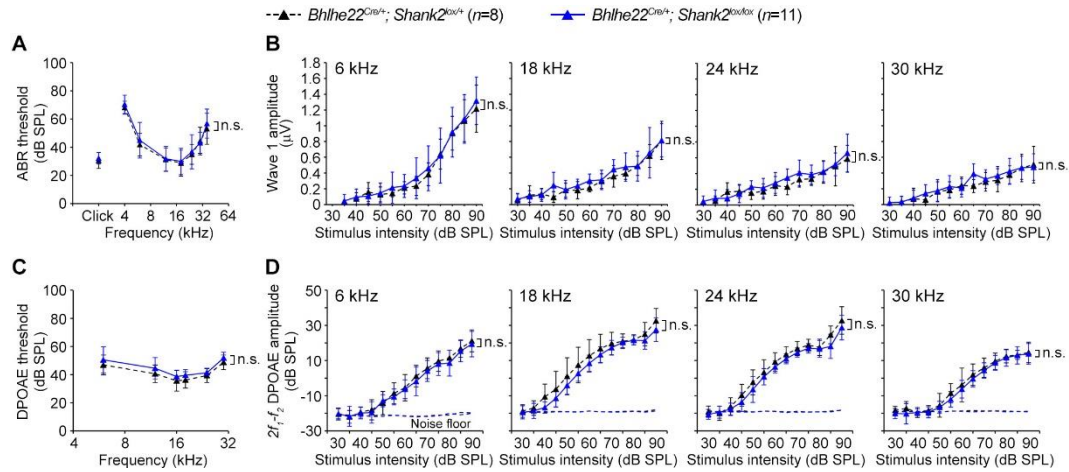 Bhlhe22Cre/+; Shank2lox/+ (n=8) Bhlhe22Cre/+; Shank2lox/lox (n=11)
A
100
80
60
40
20
0
ABR threshold
(dB SPL)
n.s.
Click 4 8 16 32 64
Frequency (kHz)
B
6 kHz
1.8
1.6
1.4
1.2
1.0
0.8
0.6
0.4
0.2
0
Wave 1 amplitude
(μV)
n.s.
30 40 50 60 70 80 90
Stimulus intensity (dB SPL)
18 kHz
n.s.
30 40 50 60 70 80 90
Stimulus intensity (dB SPL)
24 kHz
n.s.
30 40 50 60 70 80 90
Stimulus intensity (dB SPL)
30 kHz
n.s.
30 40 50 60 70 80 90
Stimulus intensity (dB SPL)
C
100
80
60
40
20
0
DPOAE threshold
(dB SPL)
n.s.
4 8 16 32
Frequency (kHz)
D
6 kHz
50
30
10
-10
-30
2f1-f2 DPOAE amplitude
(dB SPL)
n.s.
Noise floor
30 40 50 60 70 80 90
Stimulus intensity (dB SPL)
18 kHz
n.s.
30 40 50 60 70 80 90
Stimulus intensity (dB SPL)
24 kHz
n.s.
30 40 50 60 70 80 90
Stimulus intensity (dB SPL)
30 kHz
n.s.
30 40 50 60 70 80 90
Stimulus intensity (dB SPL)